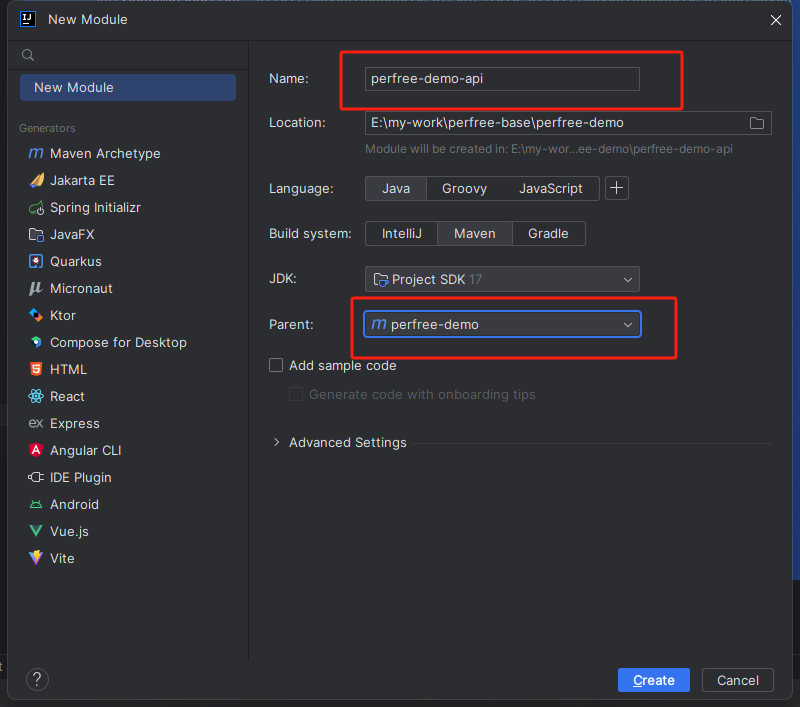 New Module
New Module
Generators
Maven Archetype
Jakarta EE
Spring Initializr
JavaFX
Quarkus
Micronaut
Ktor
Compose for Desktop
HTML
React
Express
Angular CLI
IDE Plugin
Android
Vue.js
Vite
Name: perfree-demo-api
Location: E:\my-work\perfree-base\perfree-demo
Module will be created in: E:\my-wor...ee-demo\perfree-demo-api
Language: Java Groovy JavaScript
Build system: IntelliJ Maven Gradle
JDK: Project SDK 17
Parent: perfree-demo
Add sample code
Generate code with onboarding tips
Advanced Settings
? Create Cancel